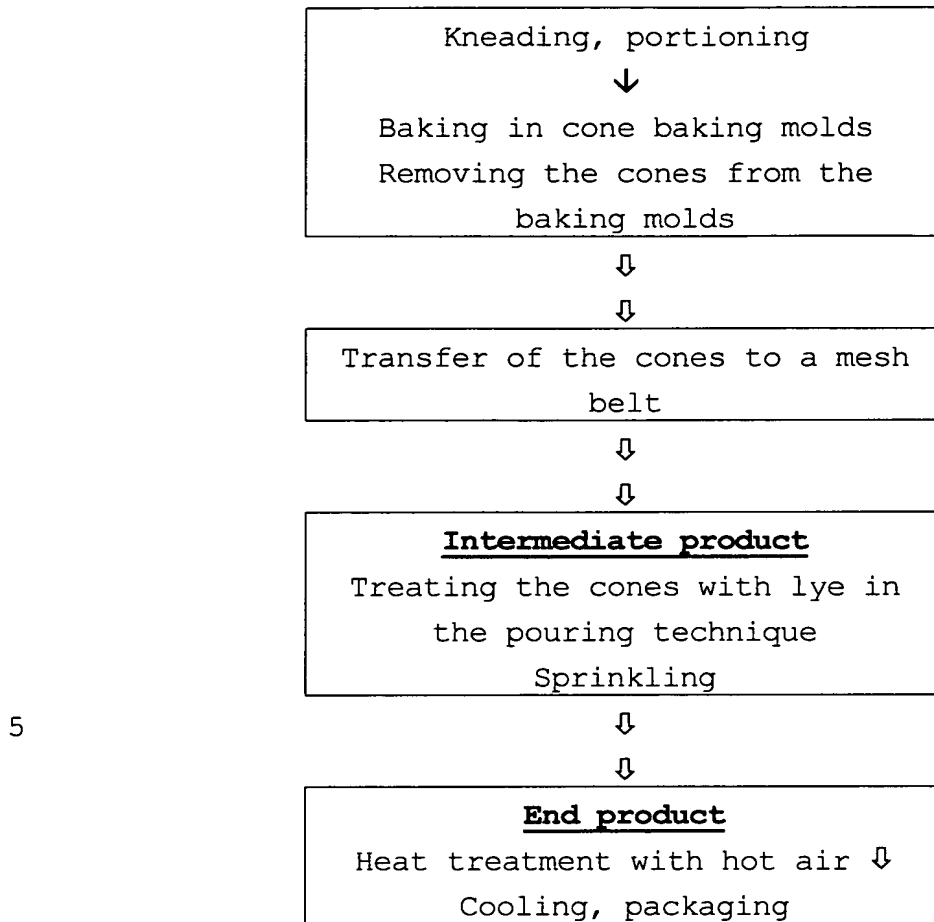 Kneading, portioning
↓
Baking in cone baking molds
Removing the cones from the
baking molds
⇩
⇩
Transfer of the cones to a mesh
belt
⇩
⇩
Intermediate product
Treating the cones with lye in
the pouring technique
Sprinkling
5
⇩
⇩
End product
Heat treatment with hot air ⇩
Cooling, packaging